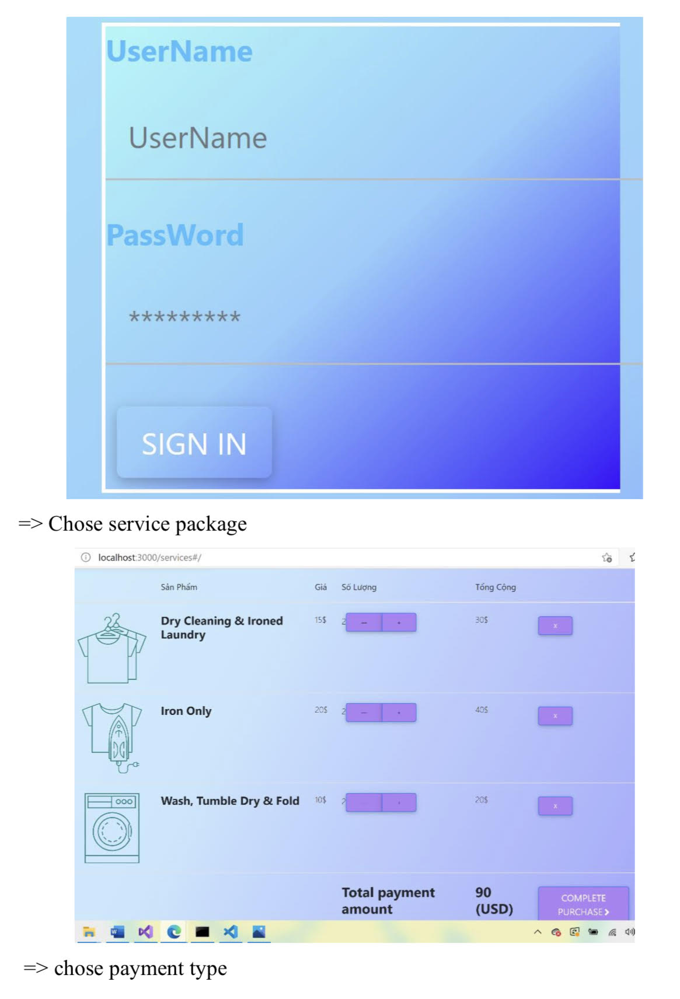 UserName
UserName
PassWord
*********
SIGN IN
=> Chose service package
localhost:3000/services#/
Sản Phẩm Giá Số Lượng Tổng Cộng
Dry Cleaning & Ironed 15$ 2 — + 30$ x
Laundry
Iron Only 20$ 2 — + 40$ x
Wash, Tumble Dry & Fold 10$ 2 — + 20$ x
Total payment 90 COMPLETE
amount (USD) PURCHASE >
=> chose payment type